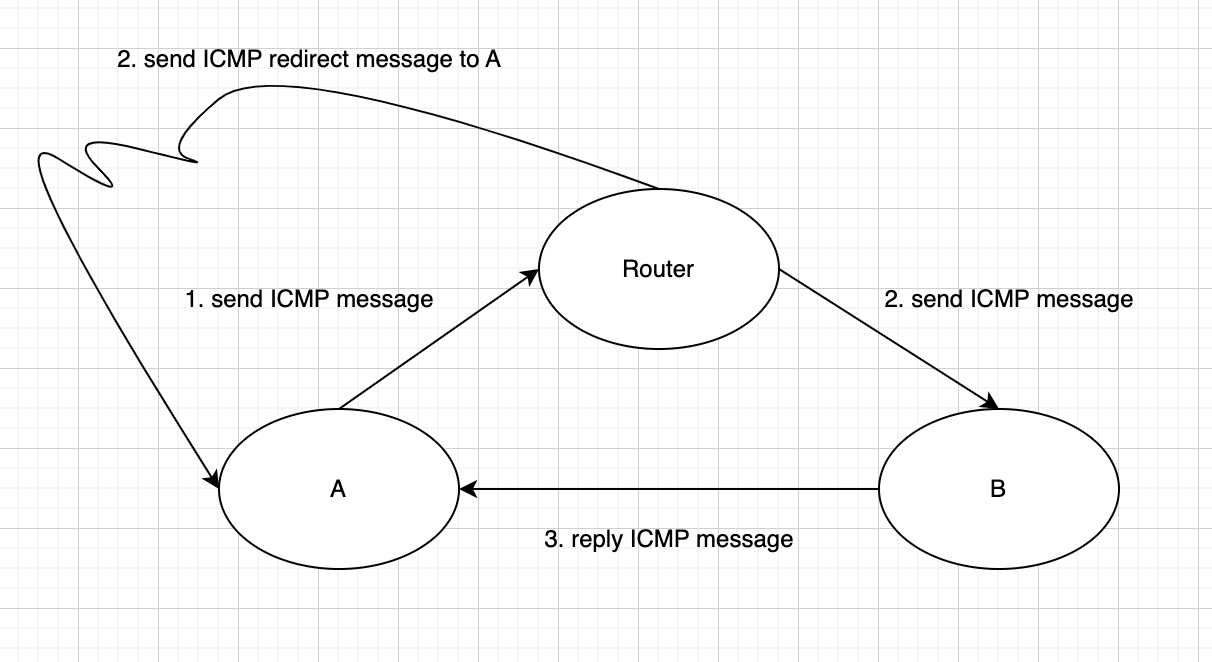 2. send ICMP redirect message to A
Router
1. send ICMP message
2. send ICMP message
A
B
3. reply ICMP message